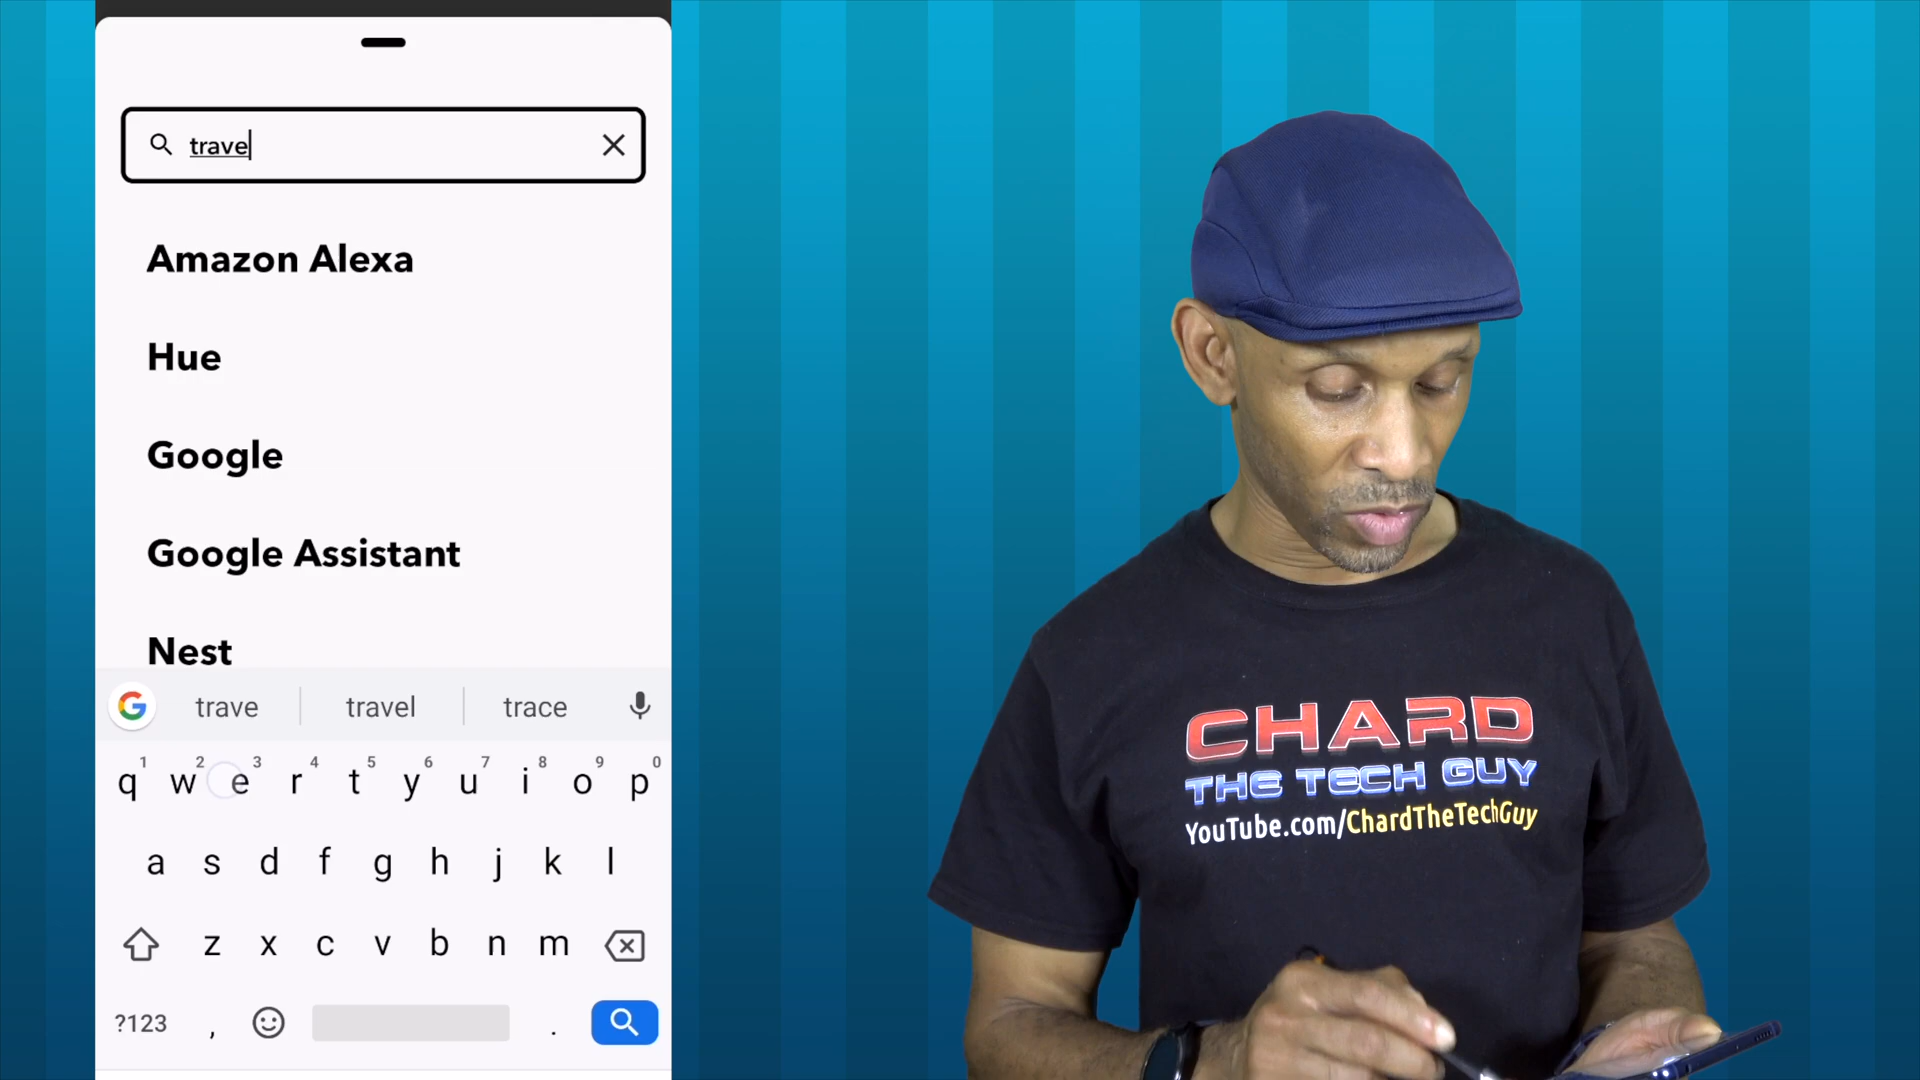 trave
Amazon Alexa
Hue
Google
Google Assistant
Nest
G trave travel trace
1 2 3 4 5 6 7 8 9 0
q w e r t y u i o p
a s d f g h j k l
z x c v b n m
?123 , .
CHARD
THE TECH GUY
YouTube.com/ChardTheTechGuy